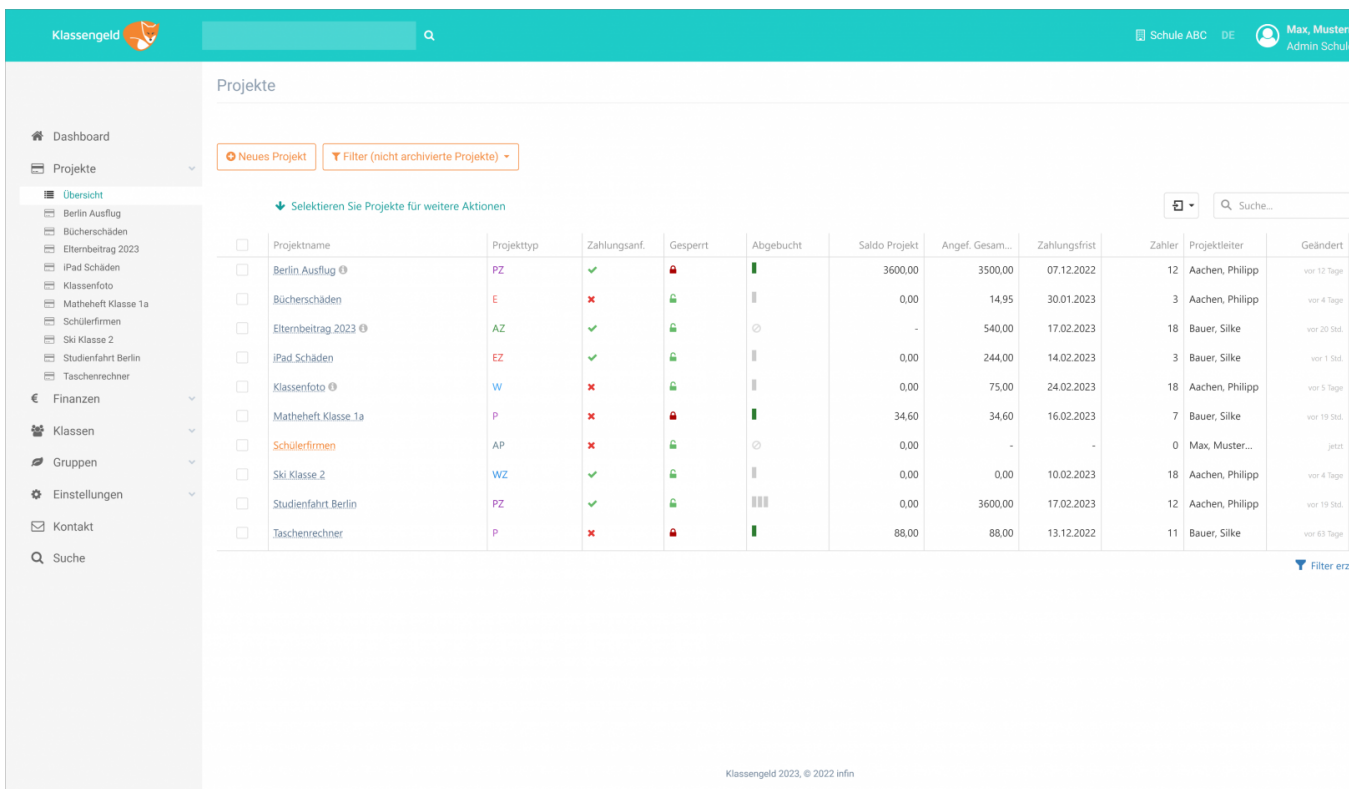 Klassengeld
Schule ABC DE Max, Muster
Admin Schule
Projekte
Dashboard
Projekte
Übersicht
Berlin Ausflug
Bücherschäden
Elternbeitrag 2023
iPad Schäden
Klassenfoto
Matheheft Klasse 1a
Schülerfirmen
Ski Klasse 2
Studienfahrt Berlin
Taschenrechner
€ Finanzen
Klassen
Gruppen
Einstellungen
Kontakt
Suche
Neues Projekt Filter (nicht archivierte Projekte)
Selektieren Sie Projekte für weitere Aktionen Suche...
Projektname Projekttyp Zahlungsanf. Gesperrt Abgebucht Saldo Projekt Angef. Gesam... Zahlungsfrist Zahler Projektleiter Geändert
Berlin Ausflug PZ 3600,00 3500,00 07.12.2022 12 Aachen, Philipp vor 12 Tage
Bücherschäden E 0,00 14,95 30.01.2023 3 Aachen, Philipp vor 4 Tage
Elternbeitrag 2023 AZ - 540,00 17.02.2023 18 Bauer, Silke vor 20 Std.
iPad Schäden EZ 0,00 244,00 14.02.2023 3 Bauer, Silke vor 1 Std.
Klassenfoto W 0,00 75,00 24.02.2023 18 Aachen, Philipp vor 5 Tage
Matheheft Klasse 1a P 34,60 34,60 16.02.2023 7 Bauer, Silke vor 19 Std.
Schülerfirmen AP 0,00 - - 0 Max, Muster... jetzt
Ski Klasse 2 WZ 0,00 0,00 10.02.2023 18 Aachen, Philipp vor 4 Tage
Studienfahrt Berlin PZ 0,00 3600,00 17.02.2023 12 Aachen, Philipp vor 19 Std.
Taschenrechner P 88,00 88,00 13.12.2022 11 Bauer, Silke vor 63 Tage
Filter erz
Klassengeld 2023, © 2022 infin